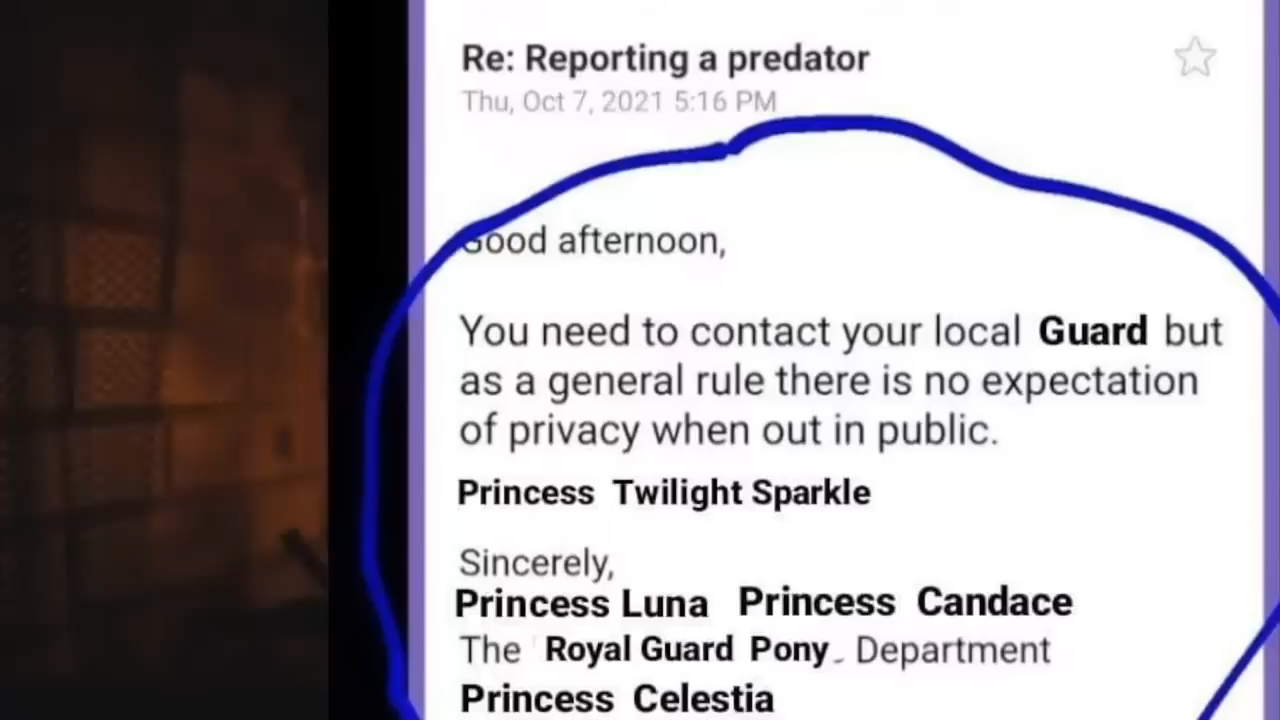 Re: Reporting a predator
Thu, Oct 7, 2021 5:16 PM
Good afternoon,
You need to contact your local Guard but
as a general rule there is no expectation
of privacy when out in public.
Princess Twilight Sparkle
Sincerely,
Princess Luna Princess Candace
The Royal Guard Pony Department
Princess Celestia